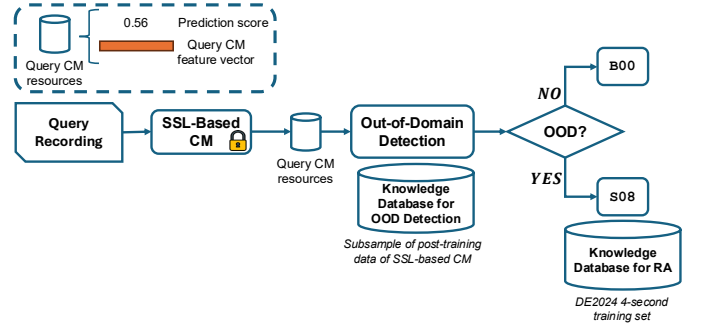 0.56
Prediction score
Query CM
feature vector
Query CM
resources
Query
Recording
SSL-Based
CM
Query CM
resources
Out-of-Domain
Detection
Knowledge
Database for
OOD Detection
Subsample of post-training
data of SSL-based CM
OOD?
NO
B00
YES
S08
Knowledge
Database for RA
DE2024 4-second
training set